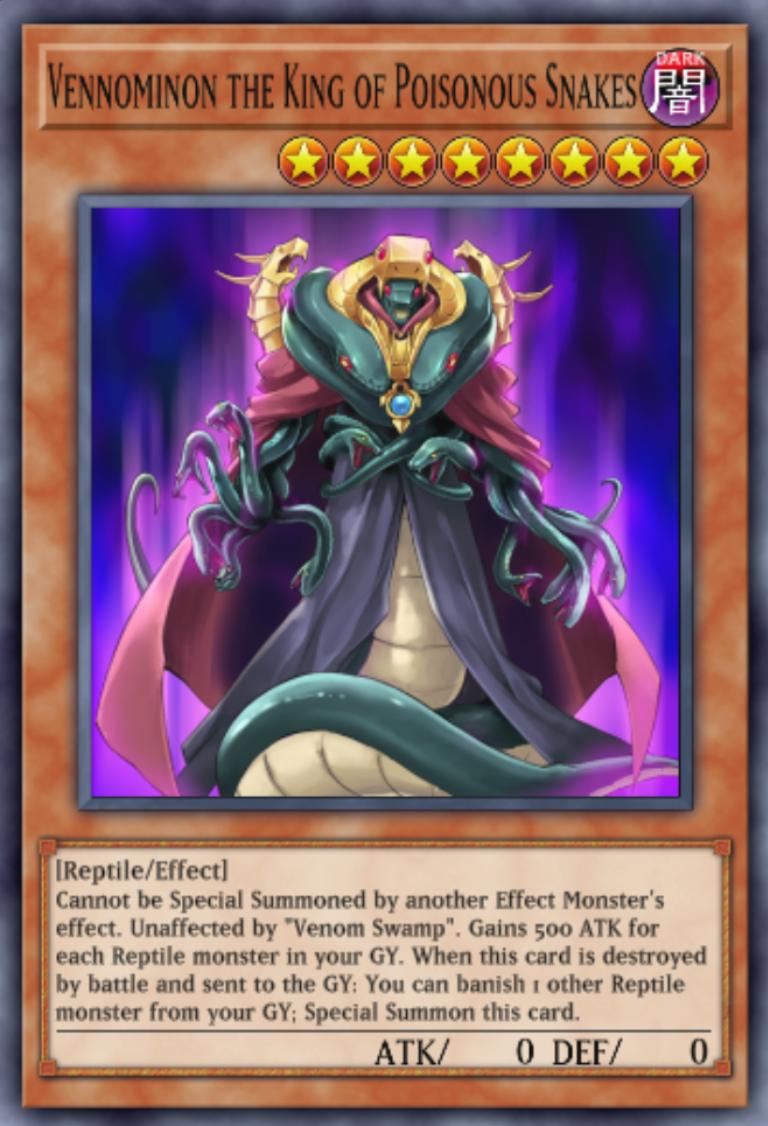 Vennominon the King of Poisonous Snakes
DARK
闇
[Reptile/Effect]
Cannot be Special Summoned by another Effect Monster's
effect. Unaffected by "Venom Swamp". Gains 500 ATK for
each Reptile monster in your GY. When this card is destroyed
by battle and sent to the GY: You can banish 1 other Reptile
monster from your GY; Special Summon this card.
ATK/ 0 DEF/ 0